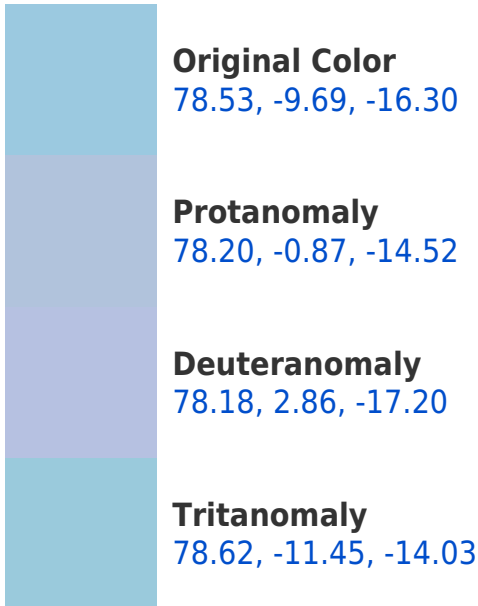 Original Color
78.53, -9.69, -16.30
Protanomaly
78.20, -0.87, -14.52
Deuteranomaly
78.18, 2.86, -17.20
Tritanomaly
78.62, -11.45, -14.03